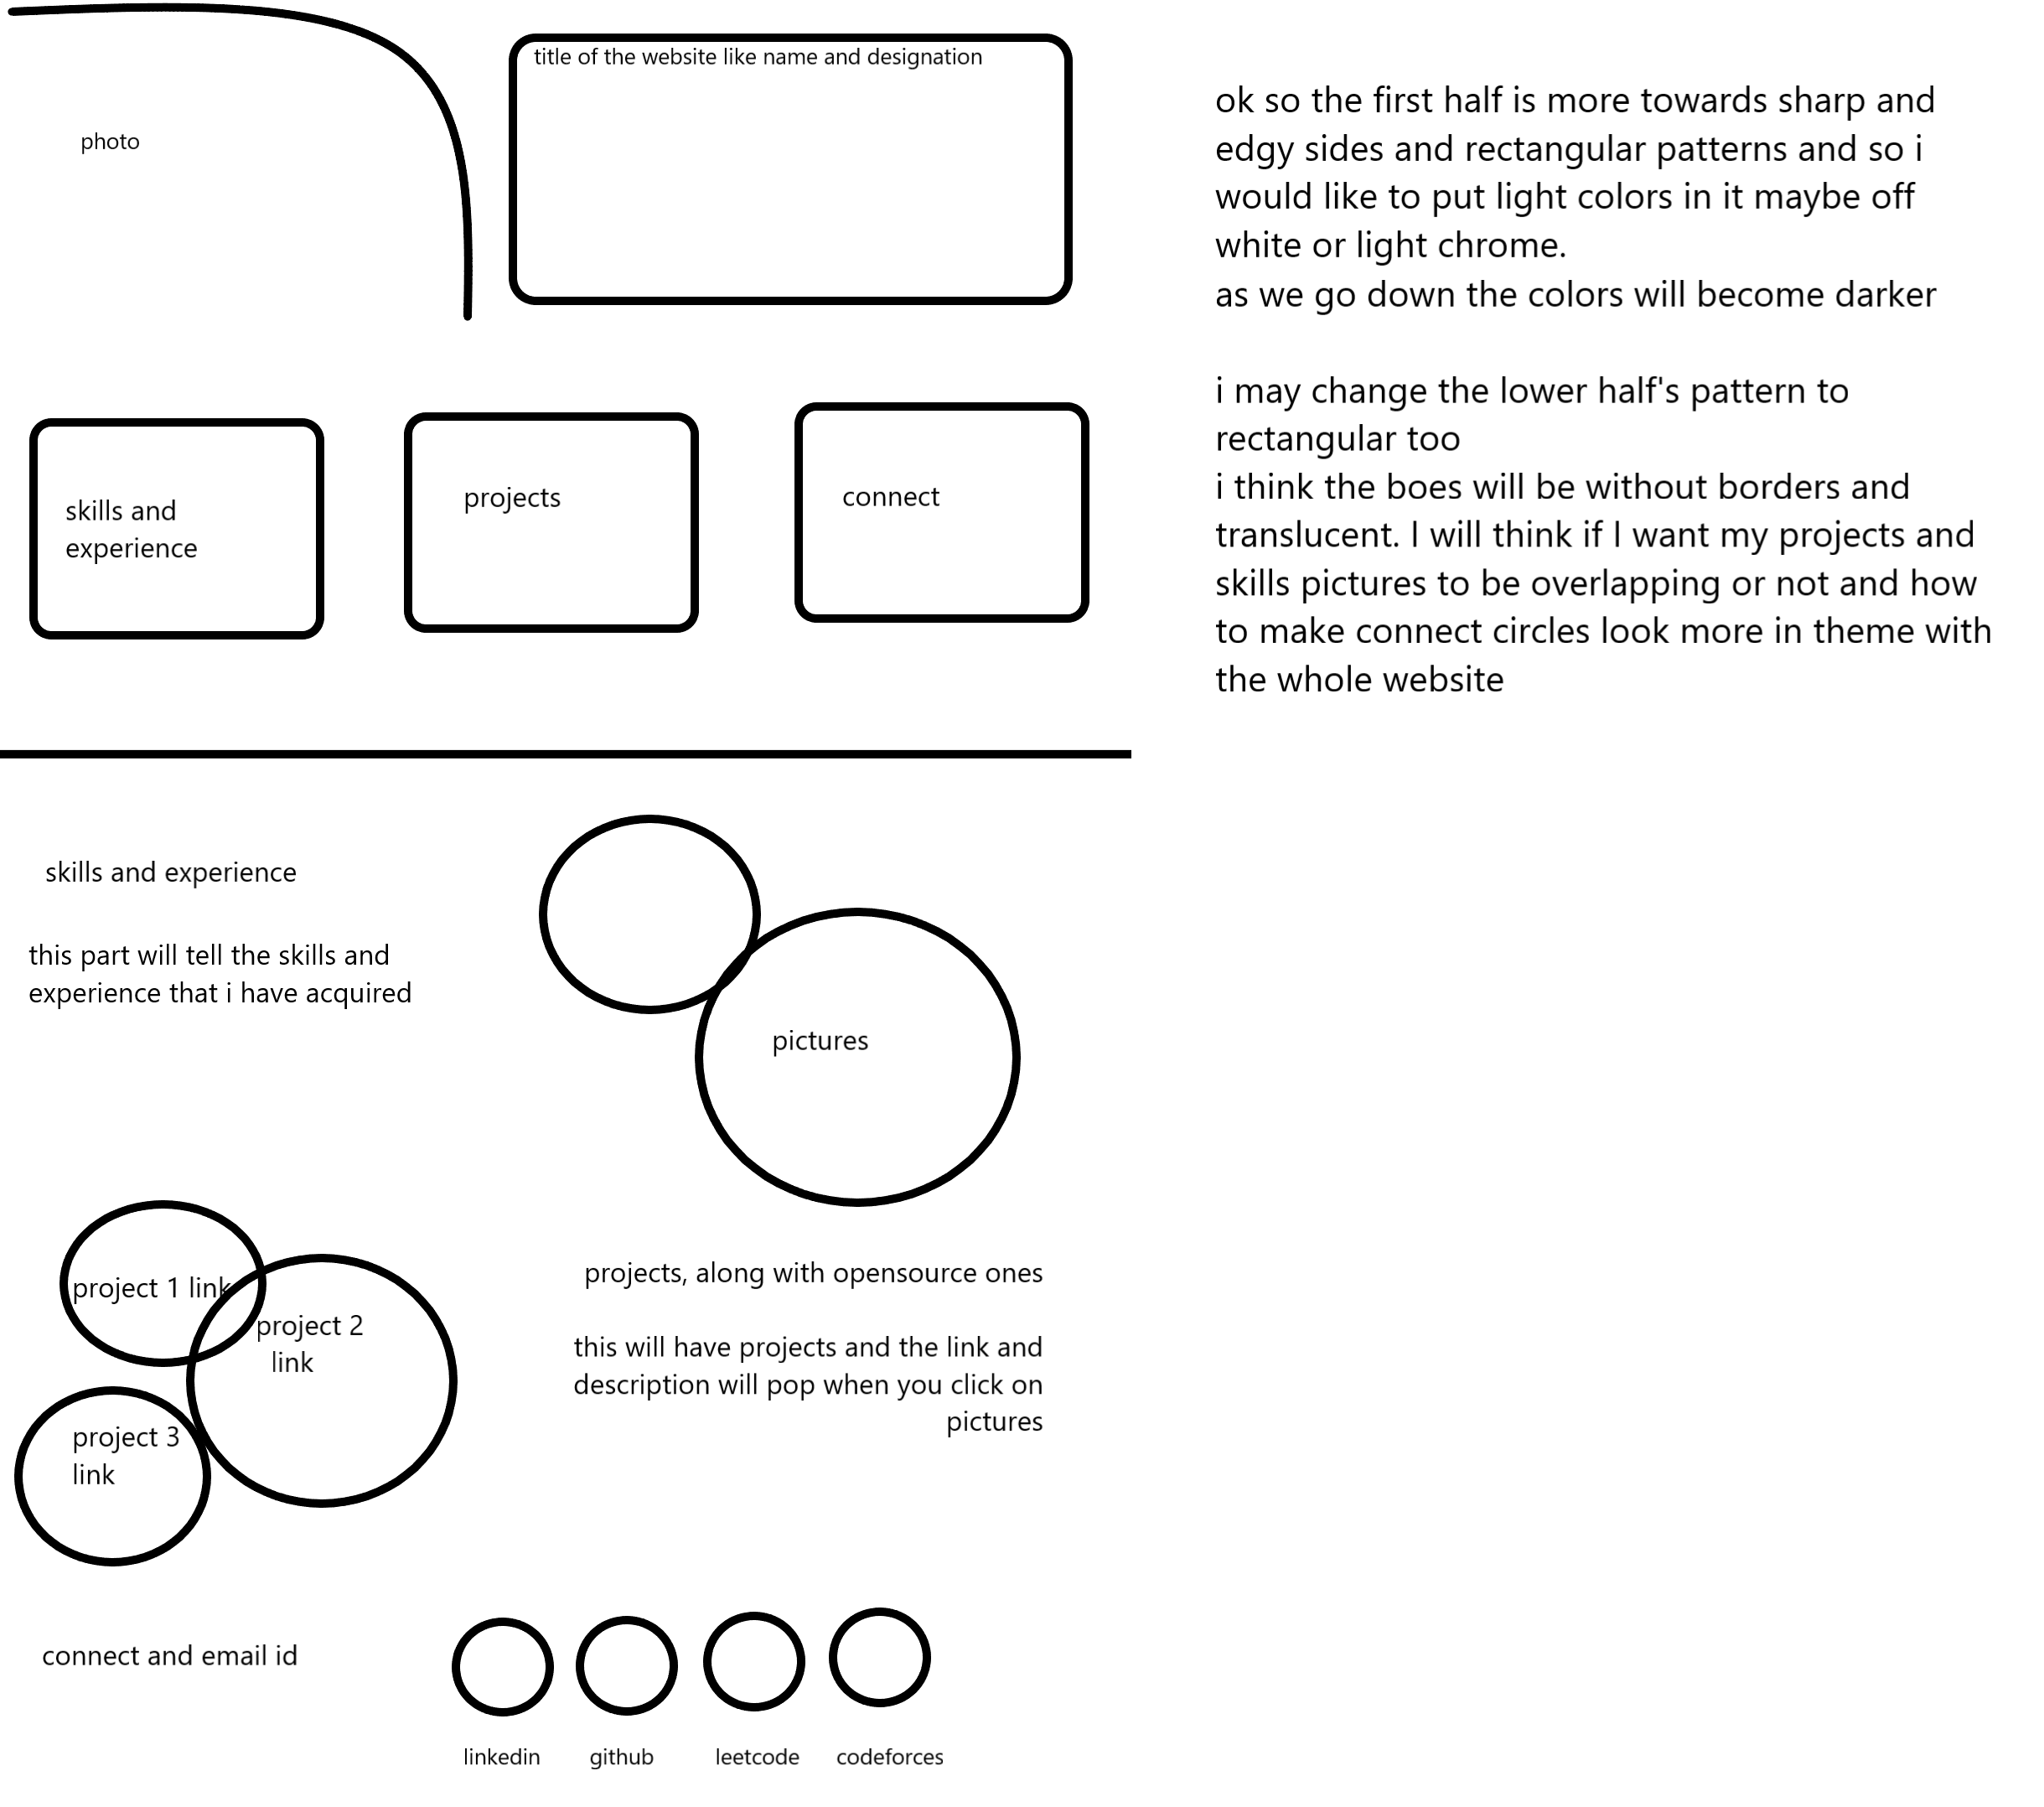 title of the website like name and designation
photo
skills and
experience
projects
connect
ok so the first half is more towards sharp and
edgy sides and rectangular patterns and so i
would like to put light colors in it maybe off
white or light chrome.
as we go down the colors will become darker
i may change the lower half's pattern to
rectangular too
i think the boes will be without borders and
translucent. I will think if I want my projects and
skills pictures to be overlapping or not and how
to make connect circles look more in theme with
the whole website
skills and experience
this part will tell the skills and
experience that i have acquired
pictures
project 1 link
project 2
link
project 3
link
projects, along with opensource ones
this will have projects and the link and
description will pop when you click on
pictures
connect and email id
linkedin
github
leetcode
codeforces